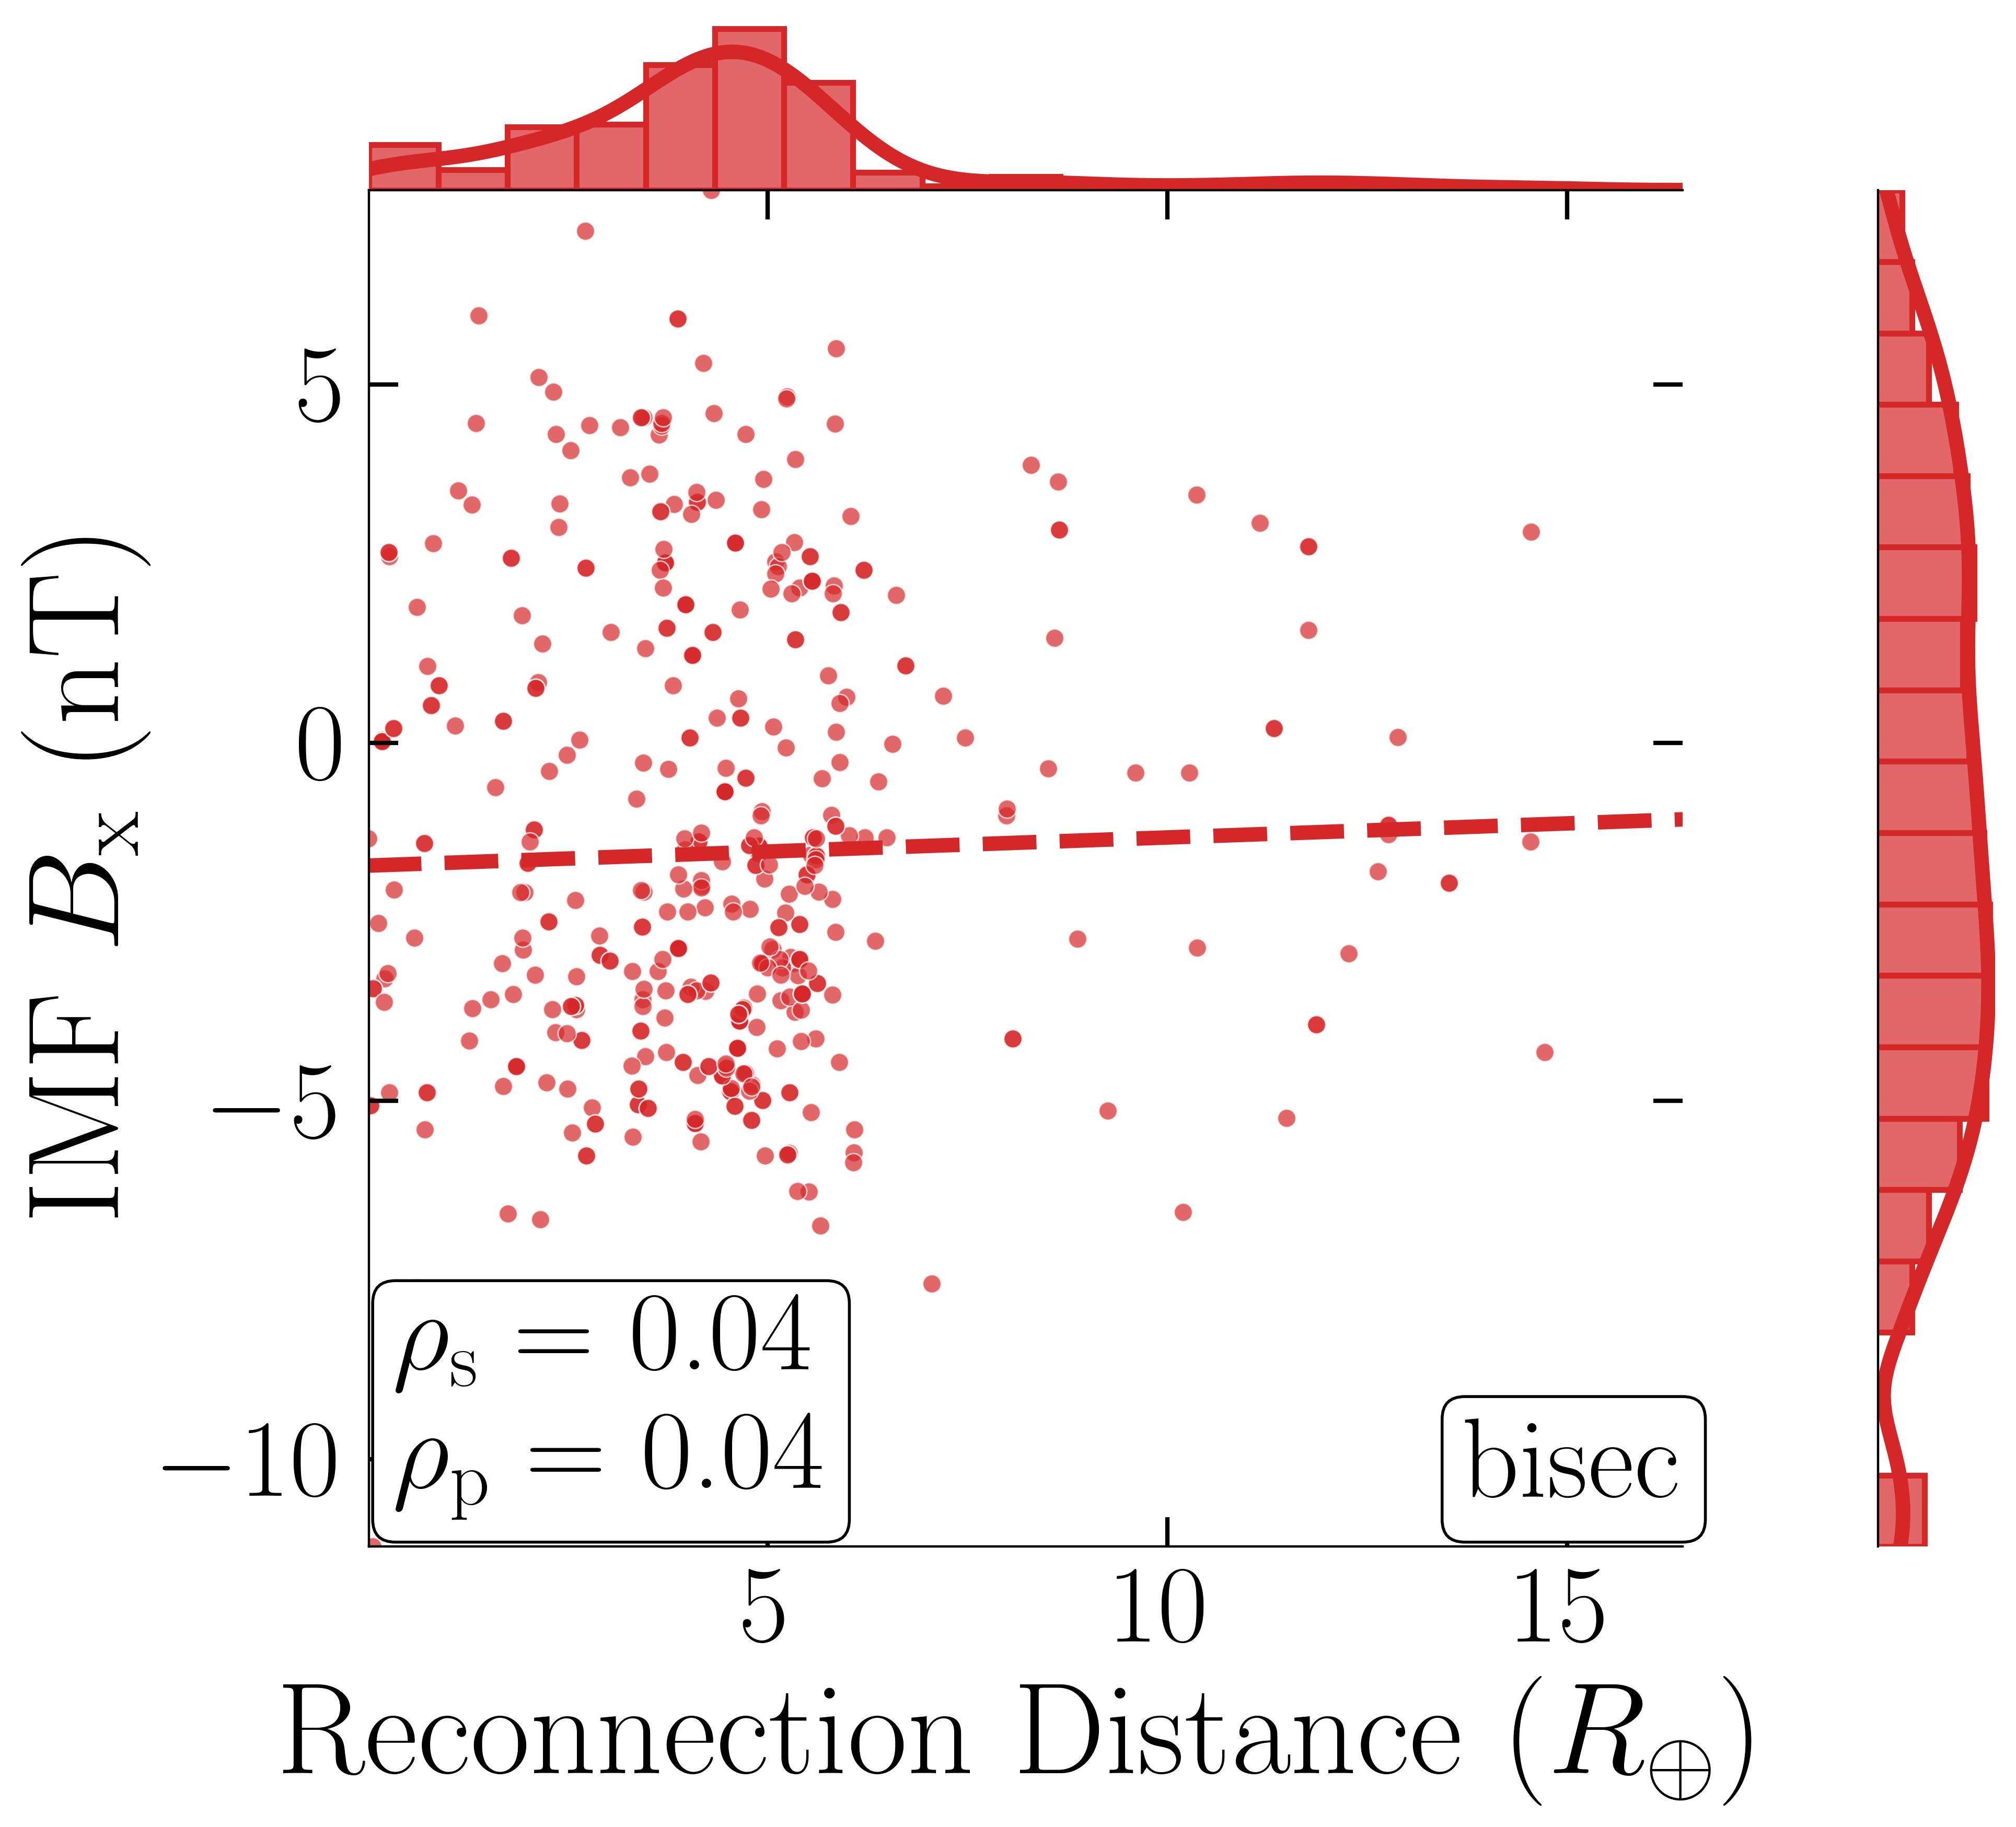 IMF Bₓ (nT)
5
0
−5
−10
ρₛ = 0.04
ρₚ = 0.04
bisec
5 10 15
Reconnection Distance (R⊕)